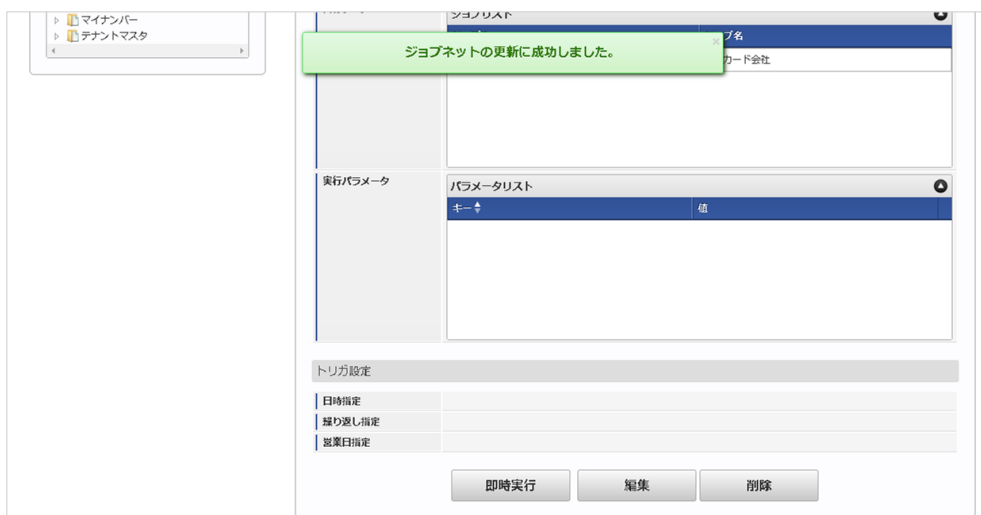 マイナンバー
テナントマスタ
ジョブリスト
ブ名
ジョブネットの更新に成功しました。
カード会社
実行パラメータ
パラメータリスト
キー
値
トリガ設定
日時指定
繰り返し指定
営業日指定
即時実行
編集
削除